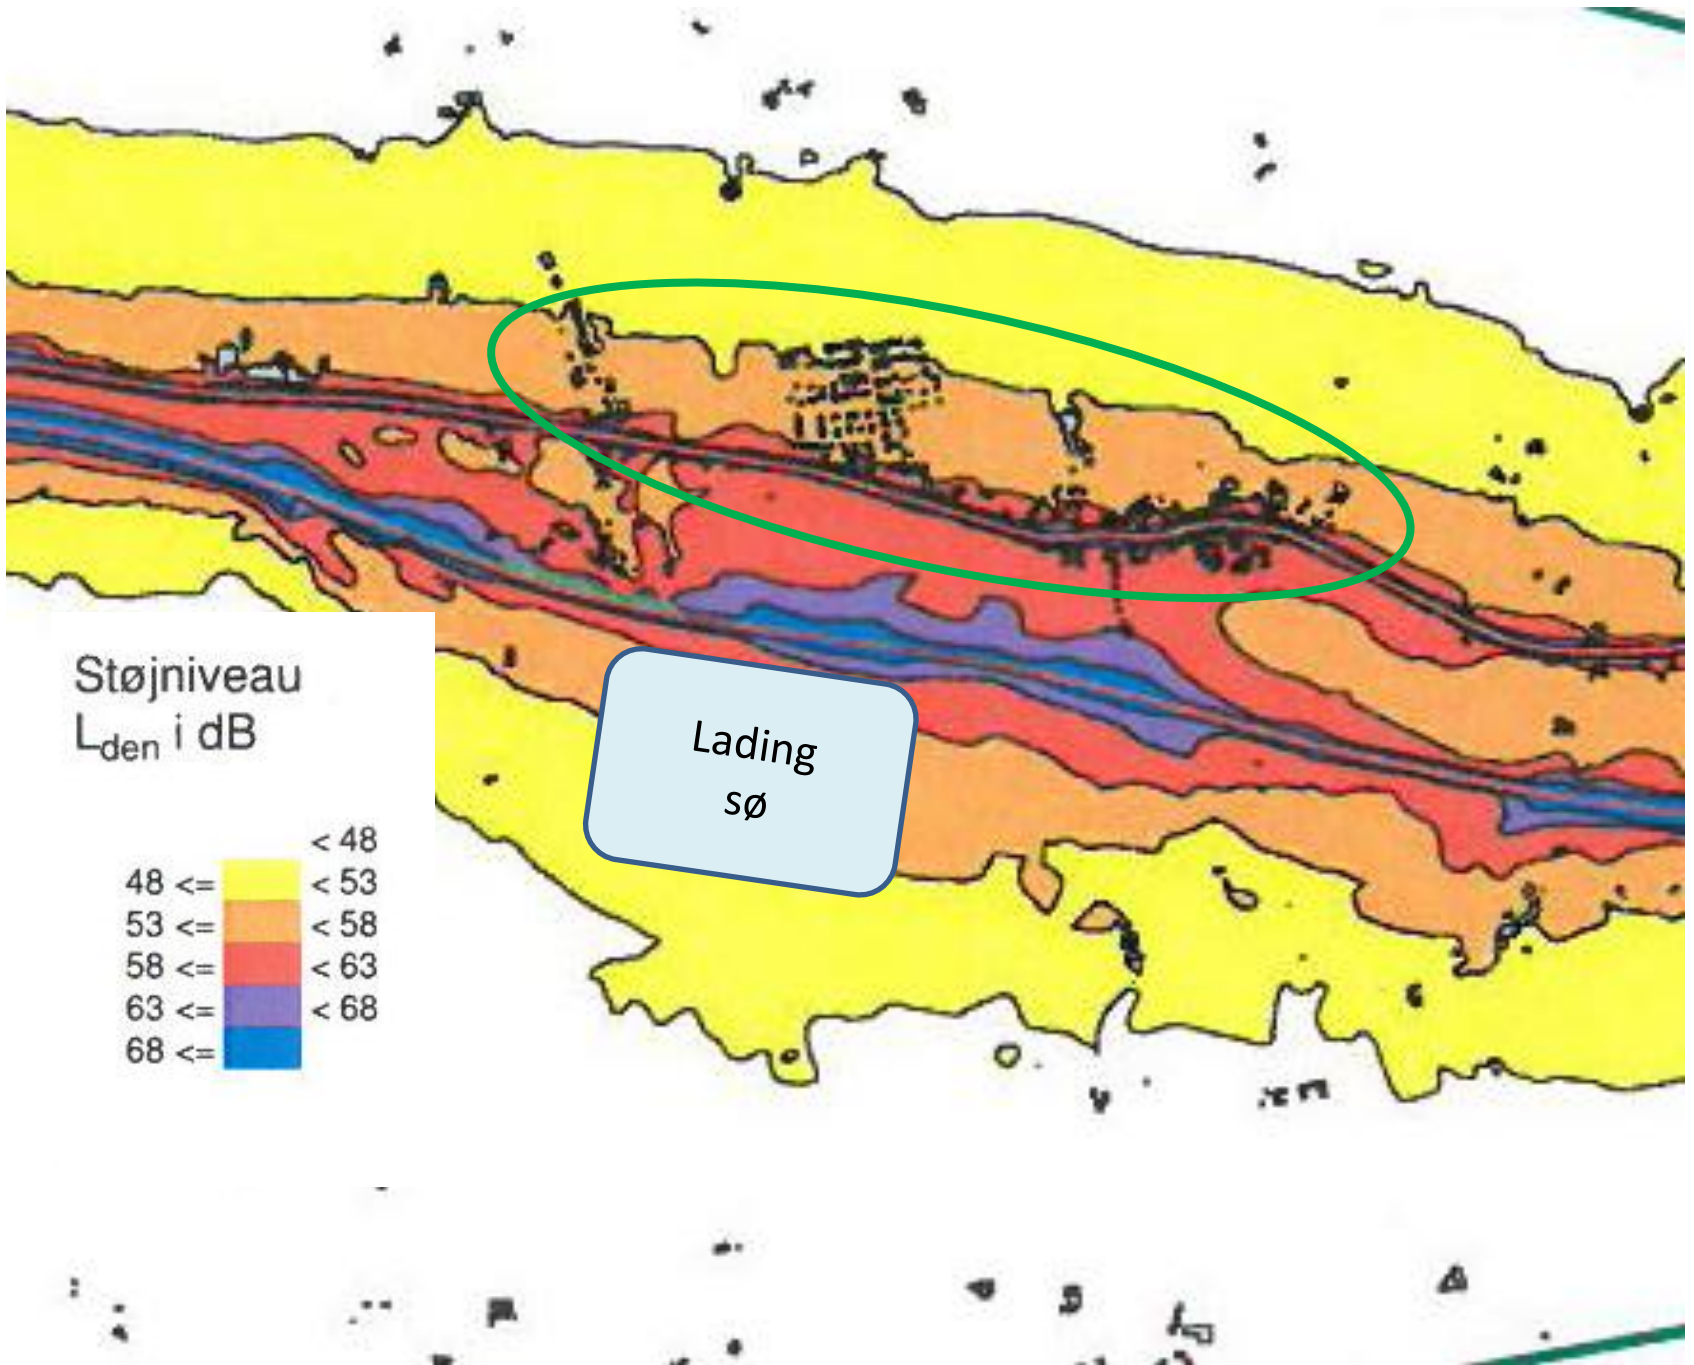 Støjniveau
Lden i dB
< 48
48 <= < 53
53 <= < 58
58 <= < 63
63 <= < 68
68 <=
Lading
sø